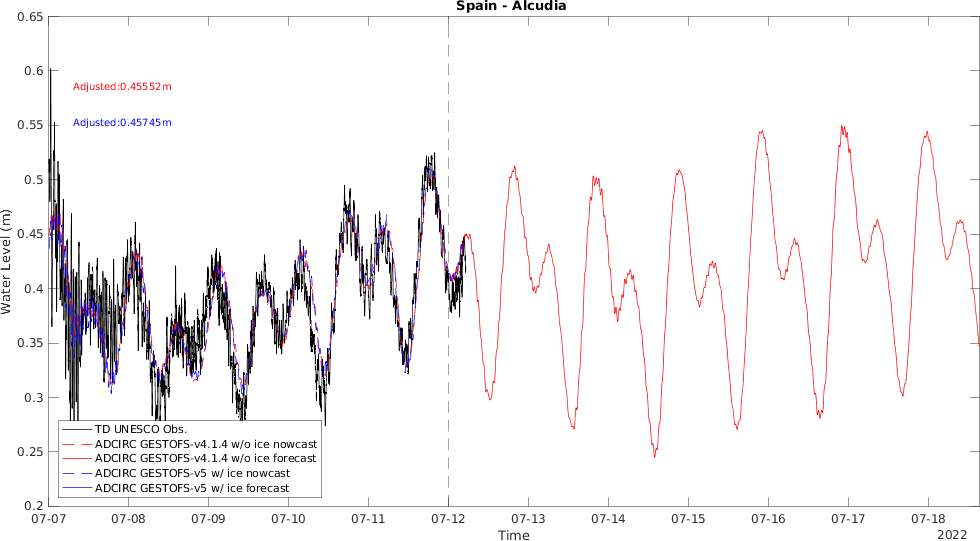 Spain - Alcudia
0.65
0.6
0.55
0.5
0.45
0.4
0.35
0.3
0.25
0.2
Water Level (m)
Adjusted:0.45552m
Adjusted:0.45745m
TD UNESCO Obs.
ADCIRC GESTOFS-v4.1.4 w/o ice nowcast
ADCIRC GESTOFS-v4.1.4 w/o ice forecast
ADCIRC GESTOFS-v5 w/ ice nowcast
ADCIRC GESTOFS-v5 w/ ice forecast
07-07 07-08 07-09 07-10 07-11 07-12 07-13 07-14 07-15 07-16 07-17 07-18
Time
2022